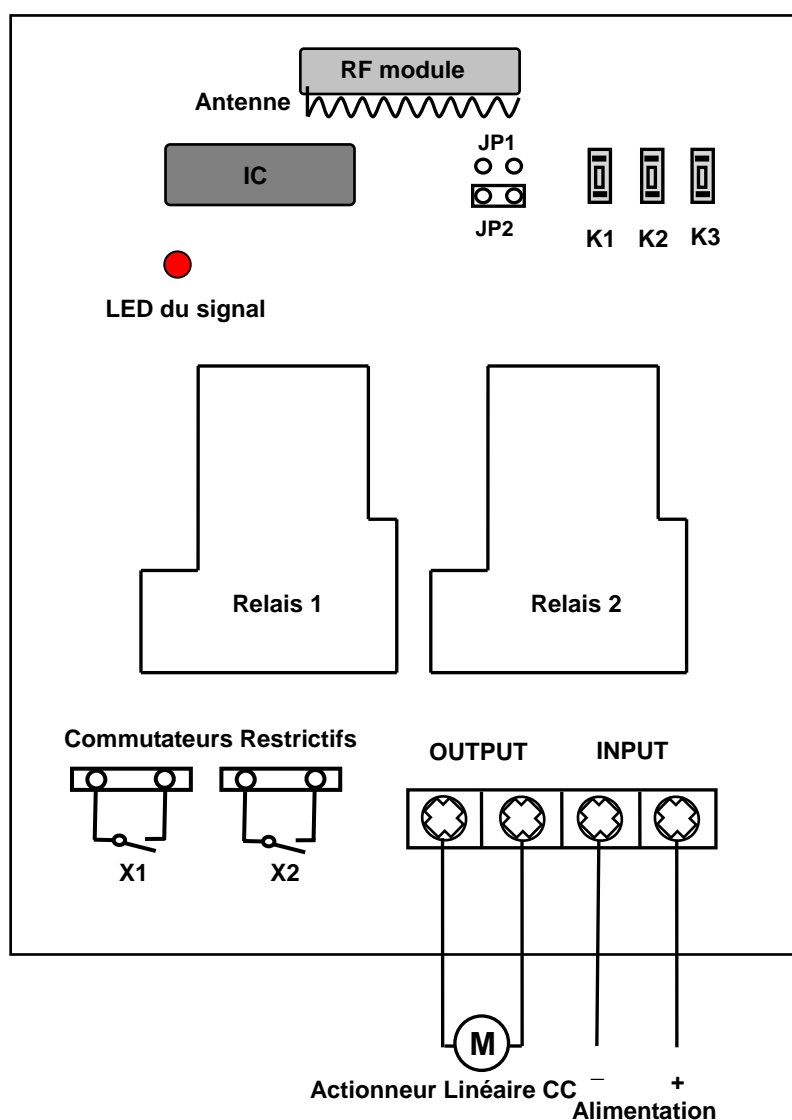 RF module
Antenne
JP1
IC
JP2
K1 K2 K3
LED du signal
Relais 1
Relais 2
Commutateurs Restrictifs
OUTPUT
INPUT
X1
X2
M
Actionneur Linéaire CC
− +
Alimentation